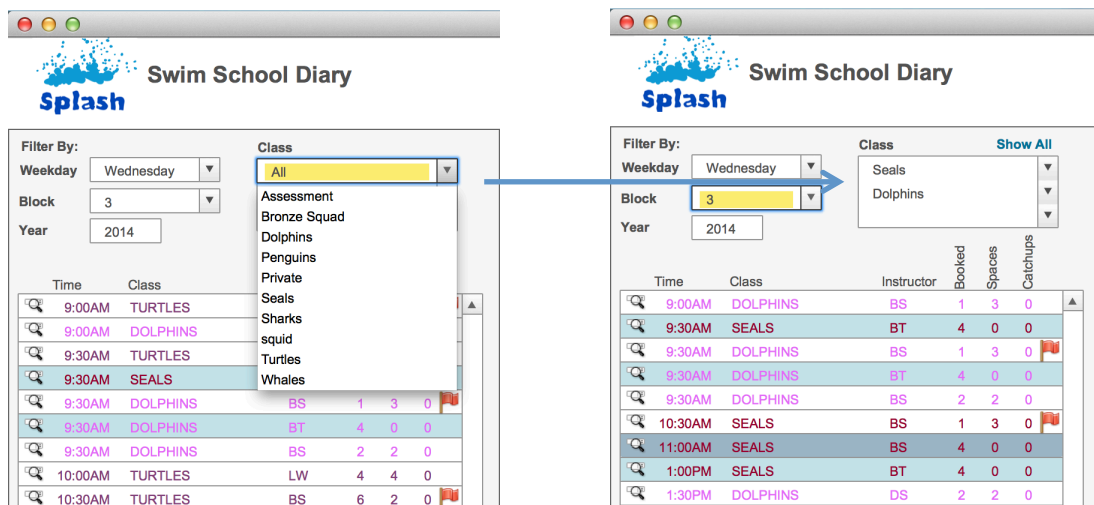 Splash
Swim School Diary
Filter By:
Class
Weekday Wednesday All
Assessment
Bronze Squad
Dolphins
Penguins
Private
Seals
Sharks
squid
Turtles
Whales
Block 3
Year 2014
Time Class
9:00AM TURTLES
9:00AM DOLPHINS
9:30AM TURTLES
9:30AM SEALS
9:30AM DOLPHINS BS 1 3 0
9:30AM DOLPHINS BT 4 0 0
9:30AM DOLPHINS BS 2 2 0
10:00AM TURTLES LW 4 4 0
10:30AM TURTLES BS 6 2 0
Splash
Swim School Diary
Filter By:
Class Show All
Weekday Wednesday Seals
Block 3 Dolphins
Year 2014
Time Class Instructor Booked Spaces Catchups
9:00AM DOLPHINS BS 1 3 0
9:30AM SEALS BT 4 0 0
9:30AM DOLPHINS BS 1 3 0
9:30AM DOLPHINS BT 4 0 0
9:30AM DOLPHINS BS 2 2 0
10:30AM SEALS BS 1 3 0
11:00AM SEALS BS 4 0 0
1:00PM SEALS BT 4 0 0
1:30PM DOLPHINS DS 2 2 0